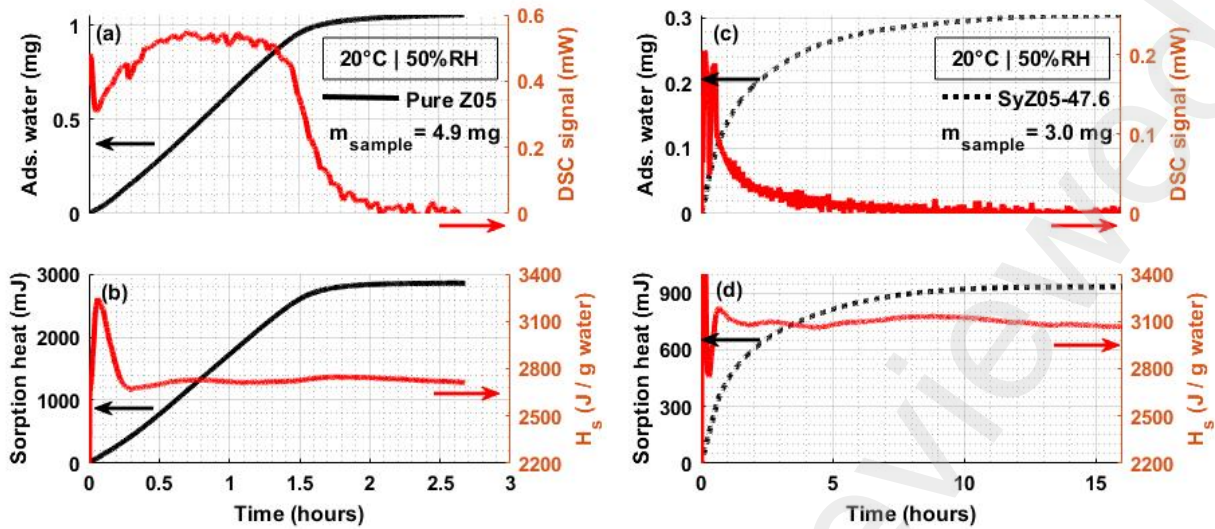 (a)
20°C | 50%RH
Pure Z05
m_sample = 4.9 mg
Ads. water (mg)
1
0.5
0
DSC signal (mW)
0.6
0.4
0.2
0
(c)
20°C | 50%RH
SyZ05-47.6
m_sample = 3.0 mg
Ads. water (mg)
0.3
0.2
0.1
0
DSC signal (mW)
0.2
0.2
0
(b)
Sorption heat (mJ)
3000
2000
1000
0
H_s (J / g water)
3400
3100
2800
2500
2200
0
0.5
1
1.5
2
2.5
3
Time (hours)
(d)
Sorption heat (mJ)
900
600
300
0
H_s (J / g water)
3400
3100
2800
2500
2200
0
5
10
15
Time (hours)